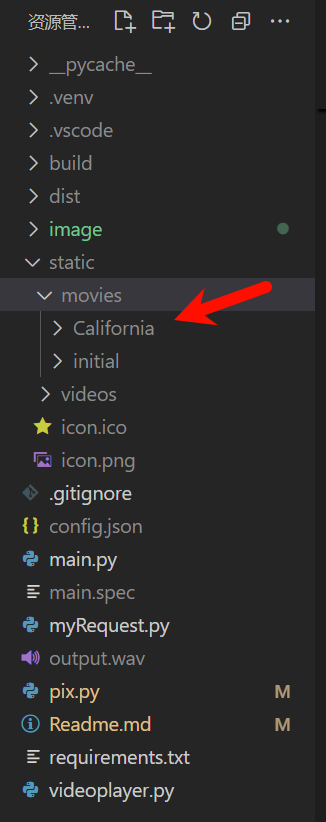 资源管...
__pycache__
.venv
.vscode
build
dist
image
static
movies
California
initial
videos
icon.ico
icon.png
.gitignore
config.json
main.py
main.spec
myRequest.py
output.wav
pix.py M
Readme.md M
requirements.txt
videoplayer.py